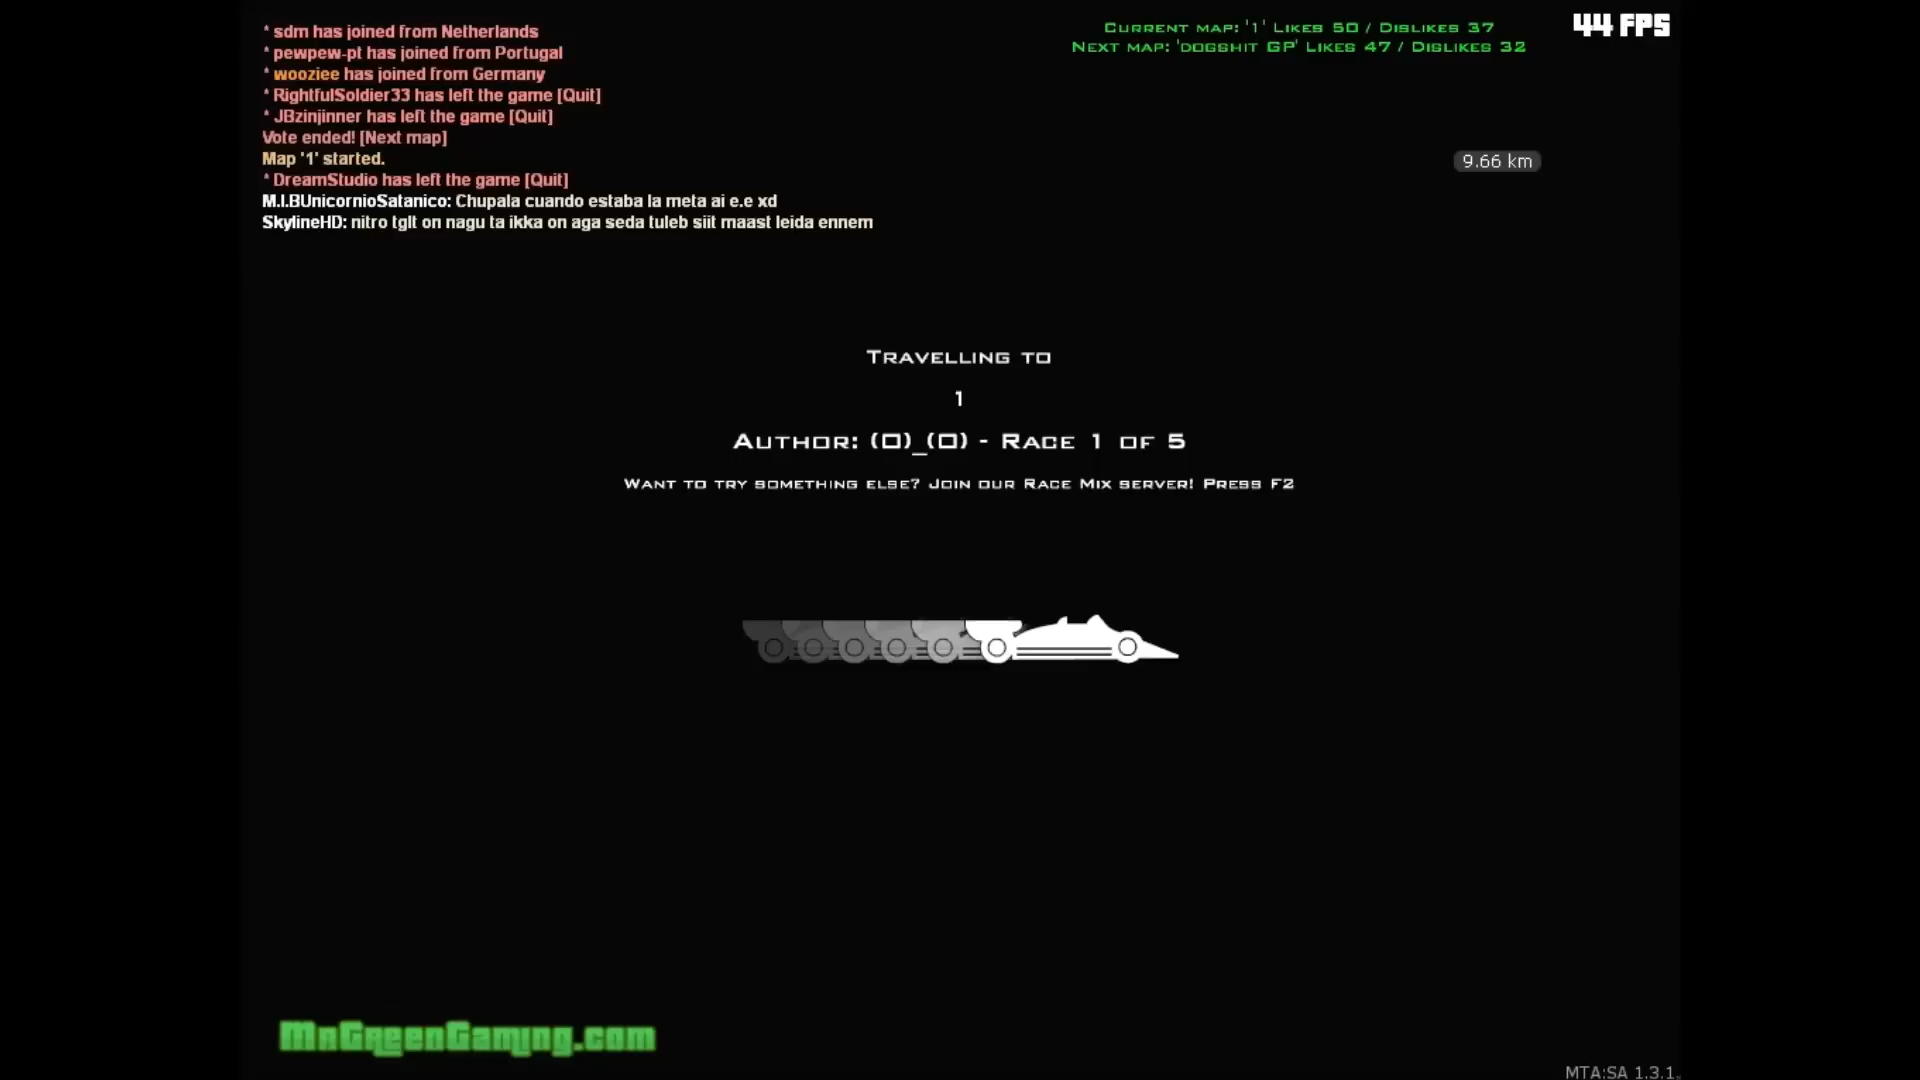 * sdm has joined from Netherlands
* pewpew-pt has joined from Portugal
* wooziee has joined from Germany
* RightfulSoldier33 has left the game [Quit]
* JBzinjinner has left the game [Quit]
Vote ended! [Next map]
Map '1' started.
* DreamStudio has left the game [Quit]
M.I.BUnicornioSatanico: Chupala cuando estaba la meta ai e.e xd
SkylineHD: nitro tglt on nagu ta ikka on aga seda tuleb siit maast leida ennem
Current map: '1' Likes 50 / Dislikes 37
Next map: 'dogshit GP' Likes 47 / Dislikes 32
44 FPS
9.66 km
Travelling to
1
Author: (O)_(O) - Race 1 of 5
Want to try something else? Join our Race Mix server! Press F2
MrGreenGaming.com
MTA:SA 1.3.1